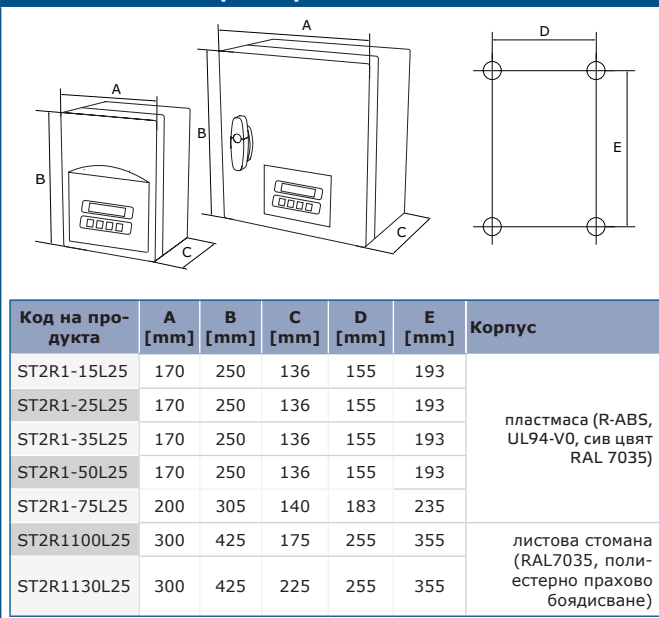 A
D
A
B
E
B
C
C
Код на про-
дукта
A
[mm]
B
[mm]
C
[mm]
D
[mm]
E
[mm]
Корпус
ST2R1-15L25 170 250 136 155 193
ST2R1-25L25 170 250 136 155 193
ST2R1-35L25 170 250 136 155 193
ST2R1-50L25 170 250 136 155 193
ST2R1-75L25 200 305 140 183 235
пластмаса (R-ABS,
UL94-V0, сив цвят
RAL 7035)
ST2R1100L25 300 425 175 255 355
ST2R1130L25 300 425 225 255 355
листова стомана
(RAL7035, поли-
естерно прахово
боядисване)